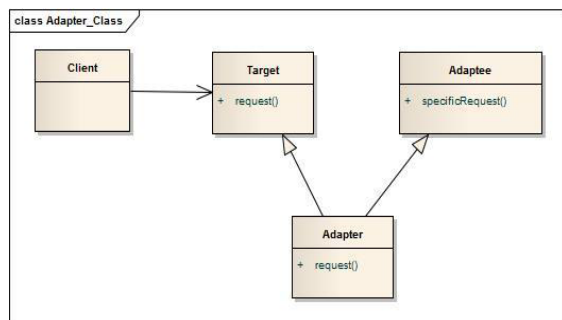 class Adapter_Class
Client
Target
+ request()
Adaptee
+ specificRequest()
Adapter
+ request()